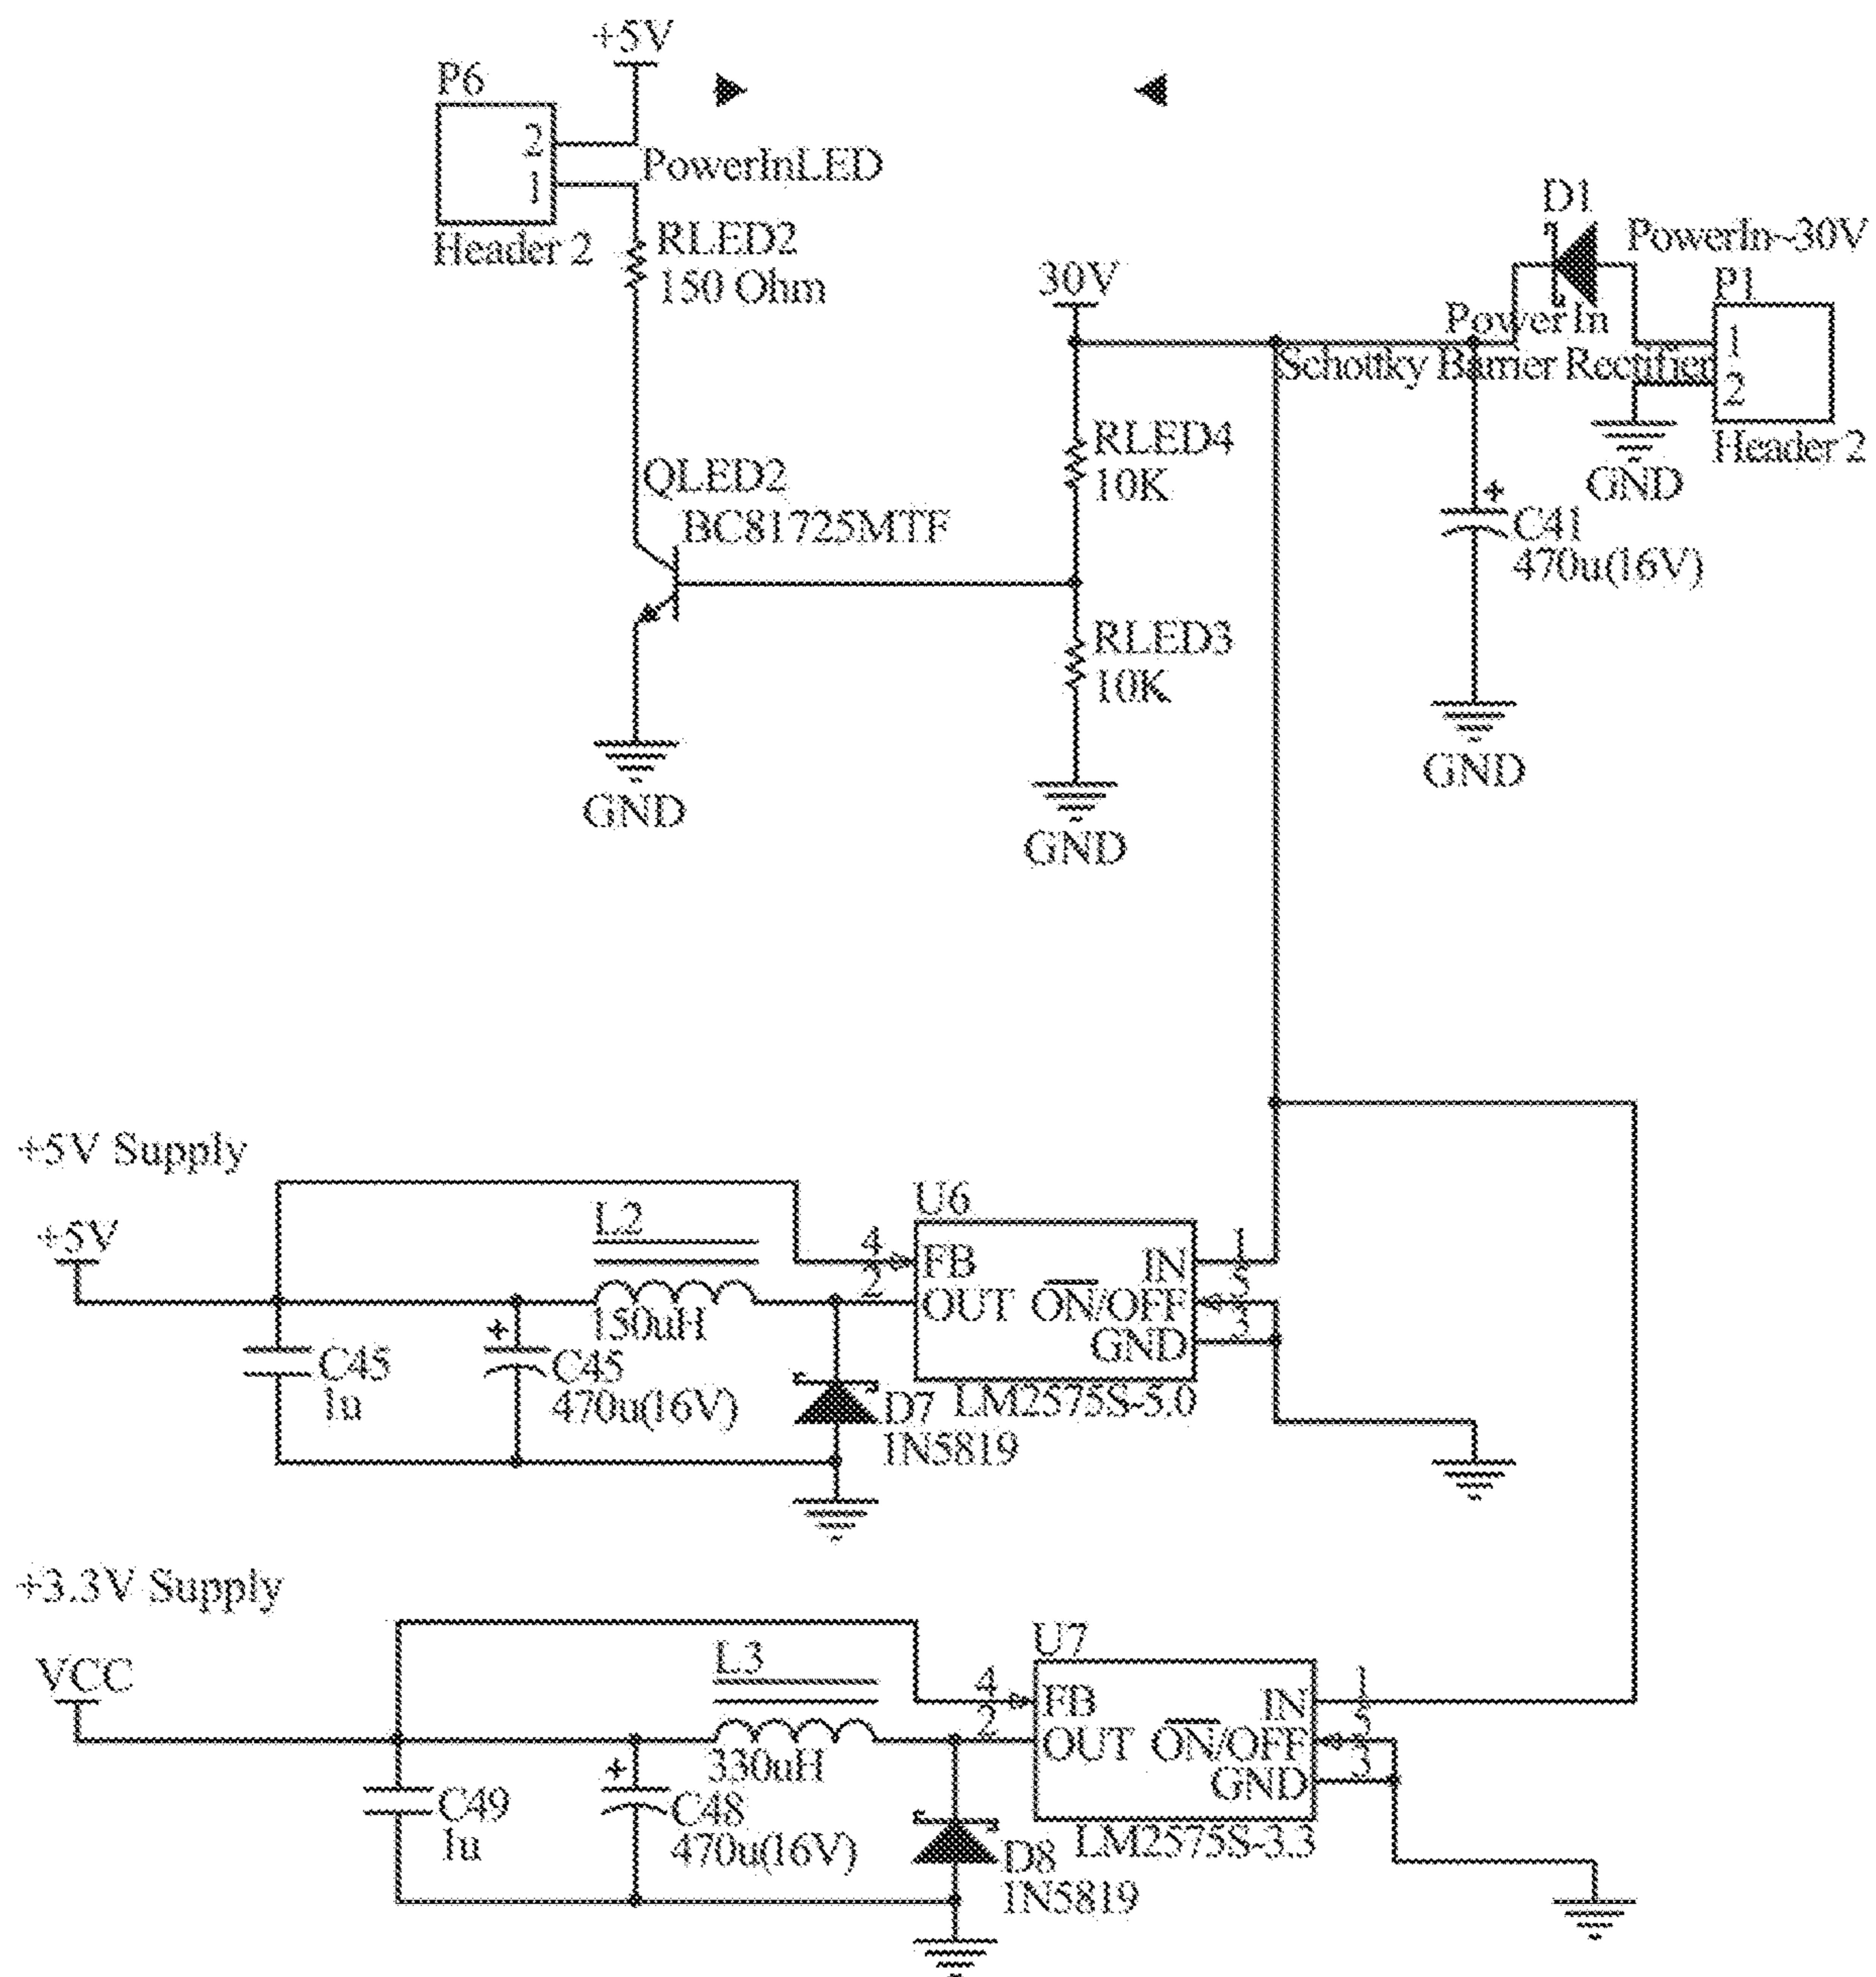 +5V
P6
2
1
PowerInLED
Header 2
RLED2
150 Ohm
D1
PowerIn~30V
P1
30V
PowerIn
Schottky Barrier Rectifier
1
2
Header 2
GND
RLED4
10K
QLED2
BC81725MTF
C41
470u(16V)
RLED3
10K
GND
GND
GND
+5V Supply
U6
L2
+5V
4
FB
IN
1
2
OUT
ON/OFF
5
150uH
GND
3
C45
1u
C45
470u(16V)
D7
1N5819
LM2575S-5.0
+3.3V Supply
U7
L3
VCC
4
FB
IN
1
2
OUT
ON/OFF
5
330uH
GND
3
C49
1u
C48
470u(16V)
D8
1N5819
LM2575S-3.3